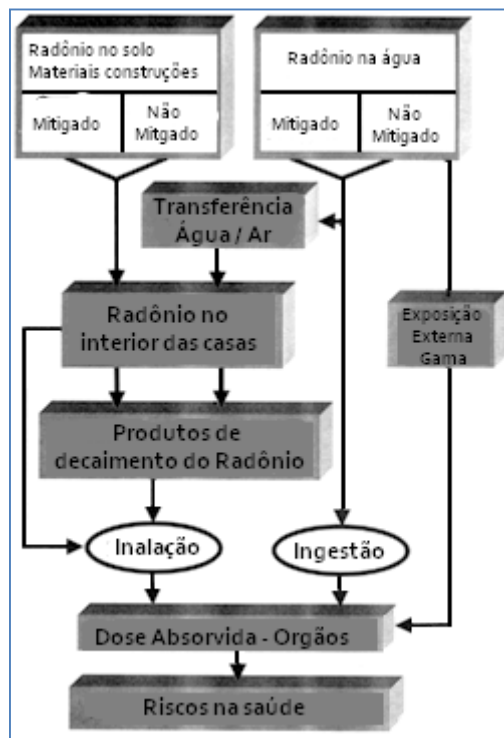 Radônio no solo
Materiais construções
Mitigado
Não
Mitgado
Radônio na água
Mitigado
Não
Mitigado
Transferência
Água / Ar
Radônio no
interior das casas
Exposição
Externa
Gama
Produtos de
decaimento do Radônio
Inalação
Ingestão
Dose Absorvida - Orgãos
Riscos na saúde